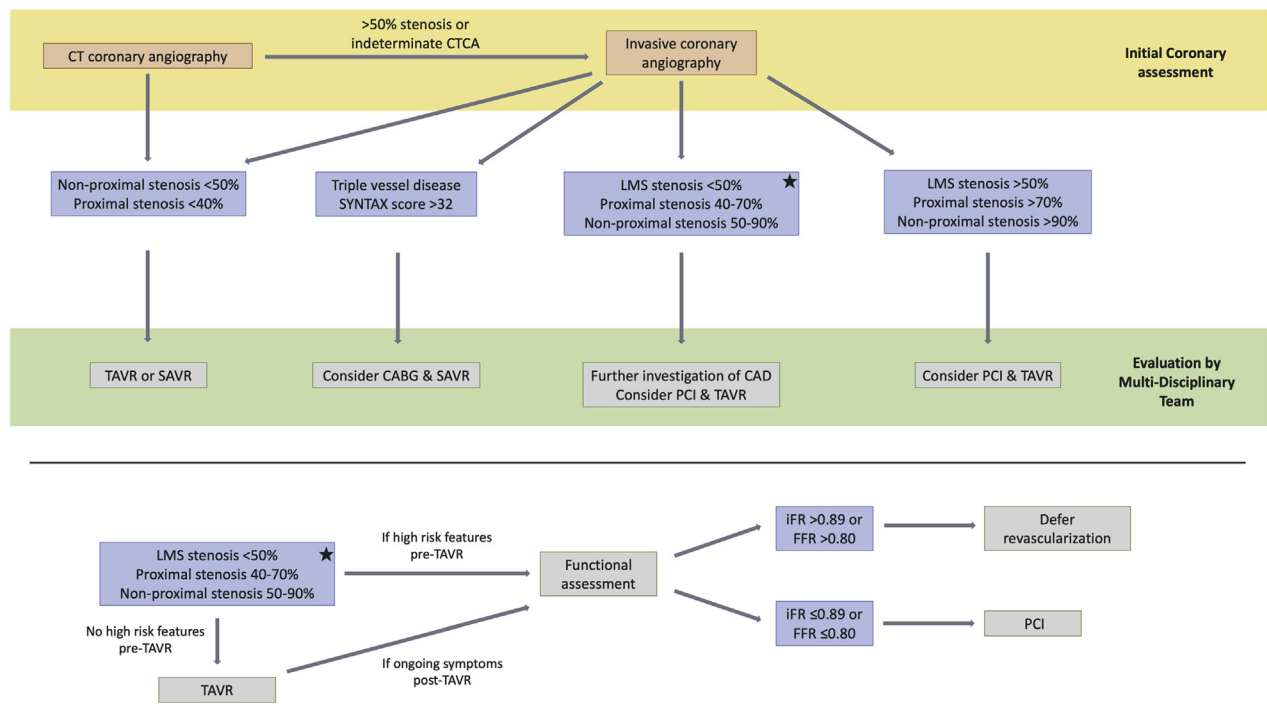 >50% stenosis or
indeterminate CTCA
CT coronary angiography
Invasive coronary
angiography
Initial Coronary
assessment
Non-proximal stenosis <50%
Proximal stenosis <40%
Triple vessel disease
SYNTAX score >32
LMS stenosis <50%
Proximal stenosis 40-70%
Non-proximal stenosis 50-90%
LMS stenosis >50%
Proximal stenosis >70%
Non-proximal stenosis >90%
TAVR or SAVR
Consider CABG & SAVR
Further investigation of CAD
Consider PCI & TAVR
Consider PCI & TAVR
Evaluation by
Multi-Disciplinary
Team
LMS stenosis <50%
Proximal stenosis 40-70%
Non-proximal stenosis 50-90%
If high risk features
pre-TAVR
Functional
assessment
iFR >0.89 or
FFR >0.80
Defer
revascularization
iFR ≤0.89 or
FFR ≤0.80
PCI
No high risk features
pre-TAVR
If ongoing symptoms
post-TAVR
TAVR